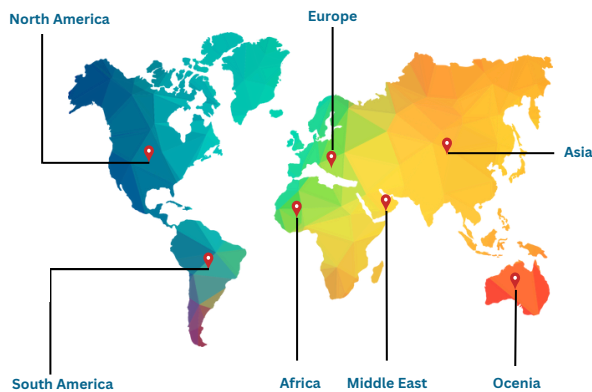 North America
Europe
Asia
South America
Africa
Middle East
Ocenia